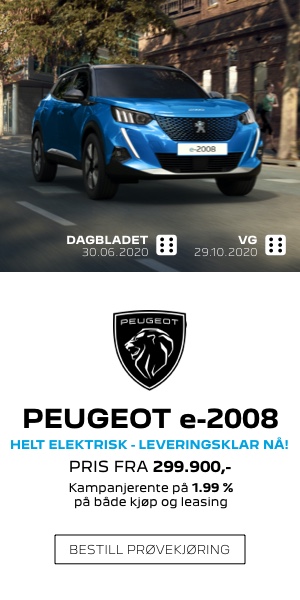 e-2008
DAGBLADET
30.06.2020
VG
29.10.2020
PEUGEOT
PEUGEOT e-2008
HELT ELEKTRISK - LEVERINGSKLAR NÅ!
PRIS FRA 299.900,-
Kampanjerente på 1.99 %
på både kjøp og leasing
BESTILL PRØVEKJØRING